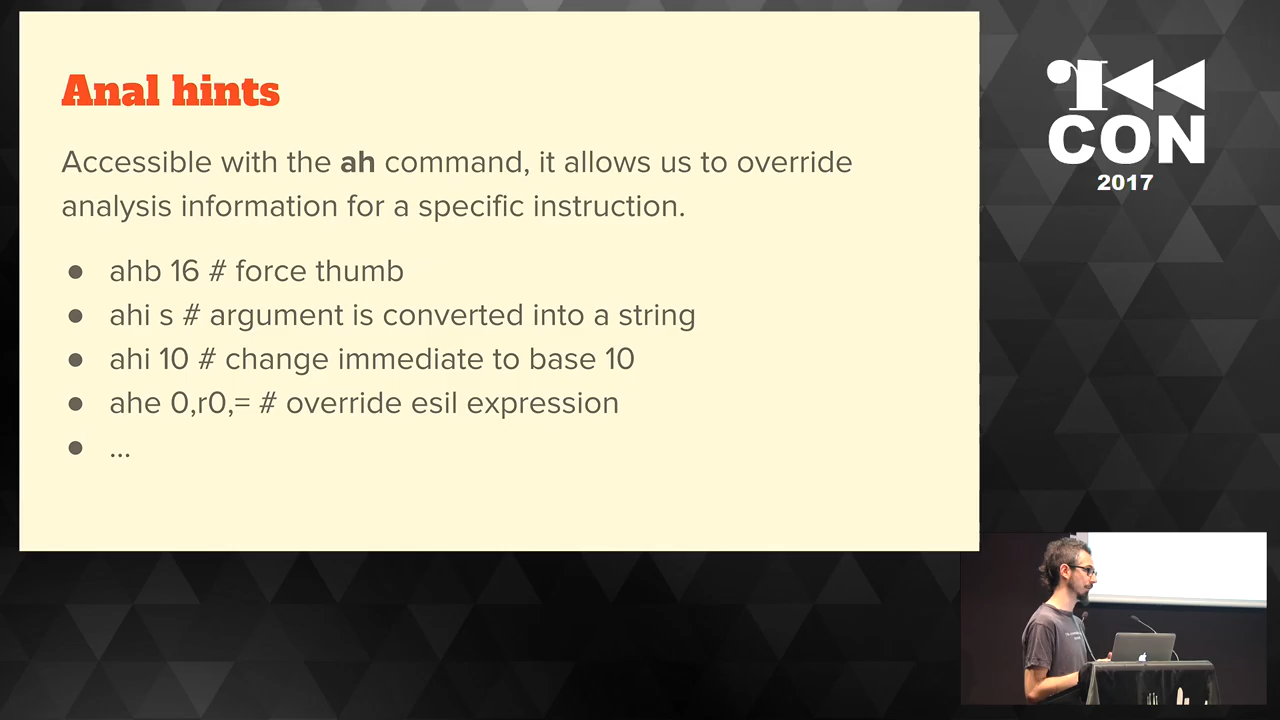 Anal hints
Accessible with the ah command, it allows us to override
analysis information for a specific instruction.
● ahb 16 # force thumb
● ahi s # argument is converted into a string
● ahi 10 # change immediate to base 10
● ahe 0,r0,= # override esil expression
● ...
CON
2017